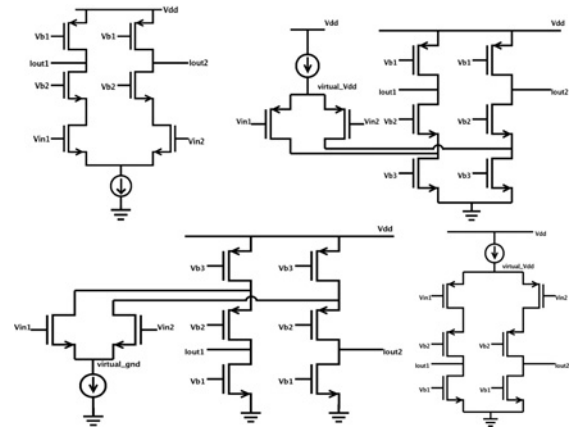 Vdd
Vb1
Vb1
Iout1
Iout2
Vb2
Vb2
Vin1
Vin2
Vdd
Vdd
Vb1
Vb1
virtual_Vdd
Iout1
Iout2
Vin1
Vin2
Vb2
Vb2
Vb3
Vb3
Vdd
Vb3
Vb3
Vin1
Vin2
Vb2
Vb2
Iout1
Iout2
virtual_gnd
Vb1
Vb1
Vdd
virtual_Vdd
Vin1
Vin2
Vb2
Vb2
Iout1
Iout2
Vb1
Vb1